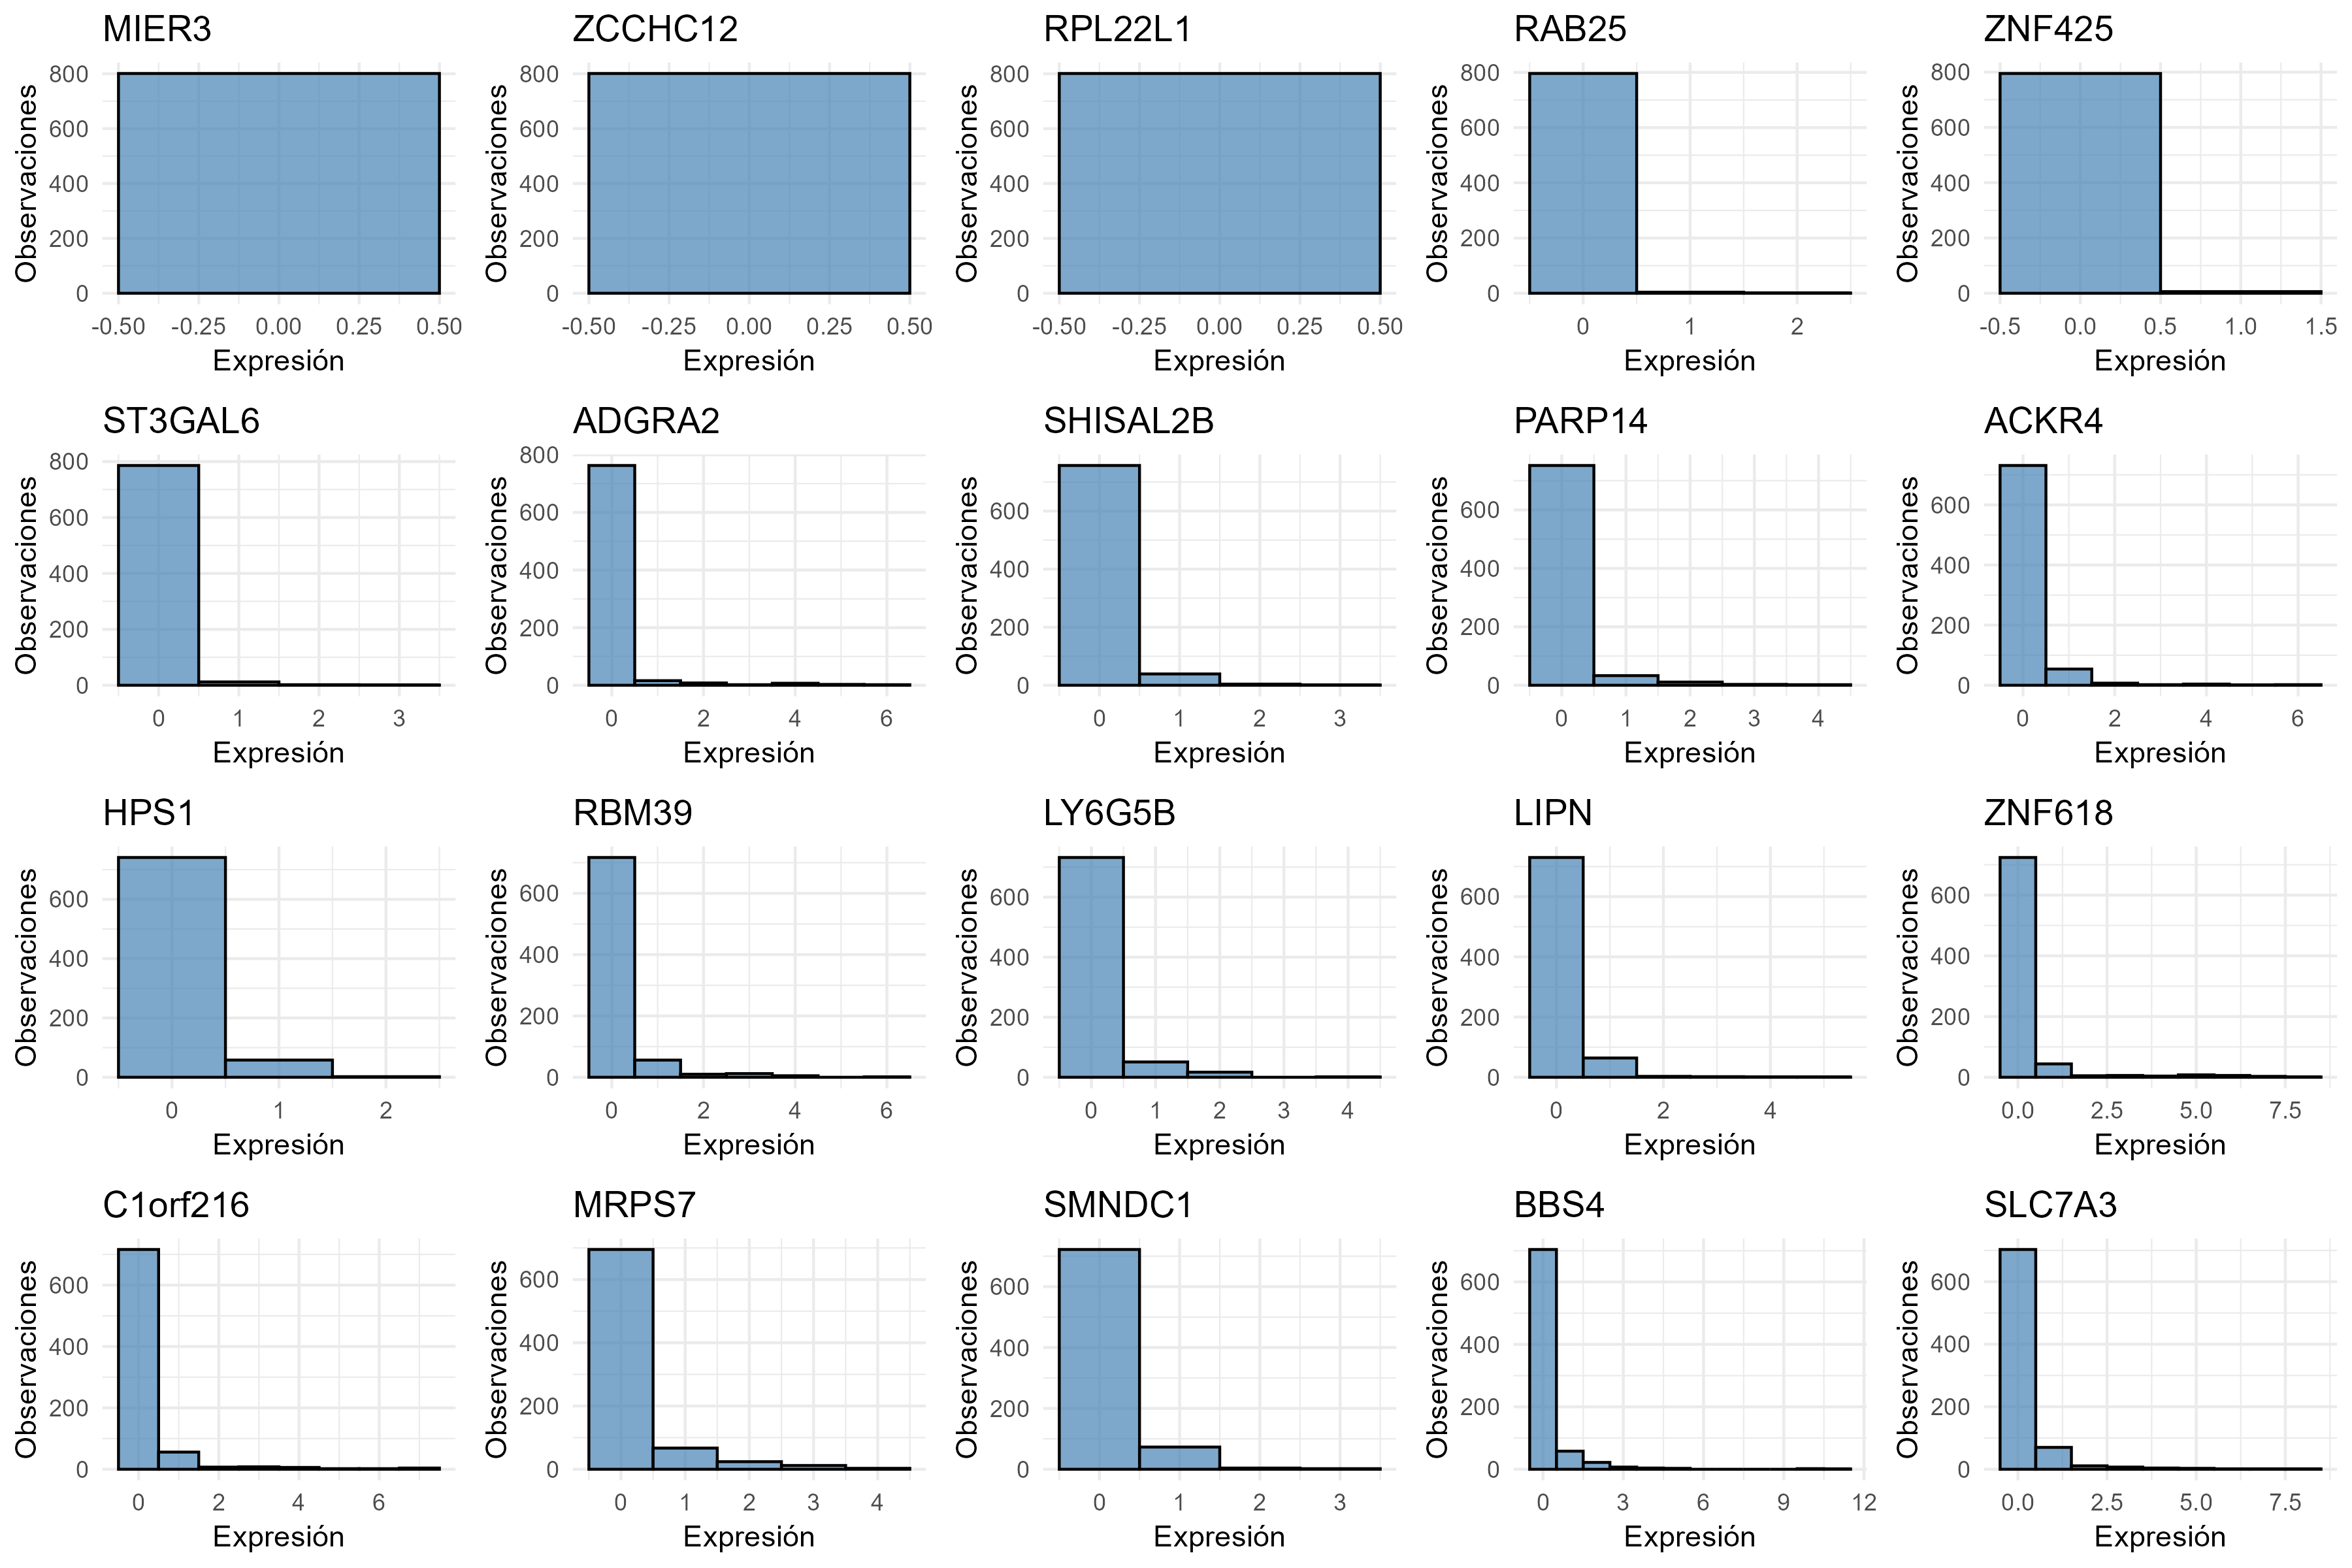 MIER3 ZCCHC12 RPL22L1 RAB25 ZNF425
800 800 800 800 800
600 600 600 600 600
400 400 400 400 400
200 200 200 200 200
0 0 0 0 0
Observaciones Observaciones Observaciones Observaciones Observaciones
-0.50 -0.25 0.00 0.25 0.50 -0.50 -0.25 0.00 0.25 0.50 -0.50 -0.25 0.00 0.25 0.50 0 1 2 -0.5 0.0 0.5 1.0 1.5
Expresión Expresión Expresión Expresión Expresión
ST3GAL6 ADGRA2 SHISAL2B PARP14 ACKR4
800 800
600 600 600 600 600
400 400 400 400 400
200 200 200 200 200
0 0 0 0 0
Observaciones Observaciones Observaciones Observaciones Observaciones
0 1 2 3 0 2 4 6 0 1 2 3 0 1 2 3 4 0 2 4 6
Expresión Expresión Expresión Expresión Expresión
HPS1 RBM39 LY6G5B LIPN ZNF618
600 600 600 600 600
400 400 400 400 400
200 200 200 200 200
0 0 0 0 0
Observaciones Observaciones Observaciones Observaciones Observaciones
0 1 2 0 2 4 6 0 1 2 3 4 0 2 4 0.0 2.5 5.0 7.5
Expresión Expresión Expresión Expresión Expresión
C1orf216 MRPS7 SMNDC1 BBS4 SLC7A3
600 600 600 600 600
400 400 400 400 400
200 200 200 200 200
0 0 0 0 0
Observaciones Observaciones Observaciones Observaciones Observaciones
0 2 4 6 0 1 2 3 4 0 1 2 3 0 3 6 9 12 0.0 2.5 5.0 7.5
Expresión Expresión Expresión Expresión Expresión